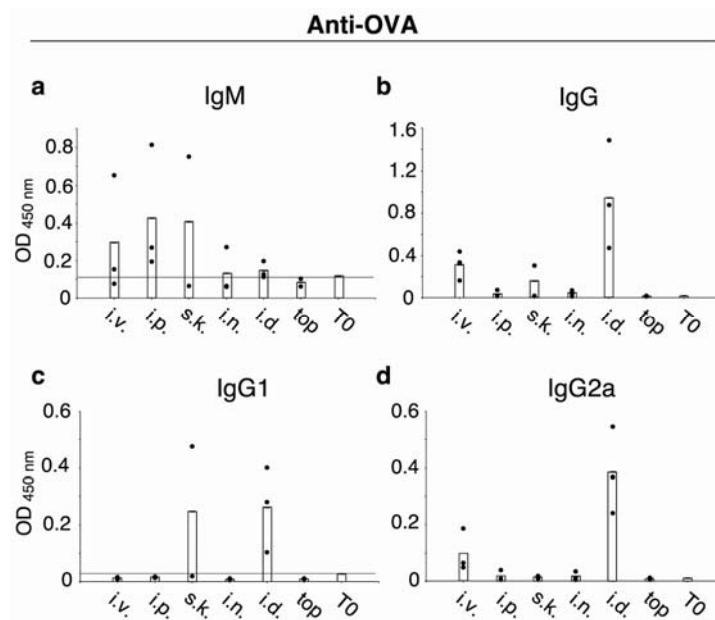 Anti-OVA
a
IgM
OD 450 nm
0.8
0.6
0.4
0.2
0
i.v.
i.p.
s.k.
i.n.
i.d.
top
T0
b
IgG
1.6
1.2
0.8
0.4
0
i.v.
i.p.
s.k.
i.n.
i.d.
top
T0
c
IgG1
OD 450 nm
0.6
0.4
0.2
0
i.v.
i.p.
s.k.
i.n.
i.d.
top
T0
d
IgG2a
0.6
0.4
0.2
0
i.v.
i.p.
s.k.
i.n.
i.d.
top
T0